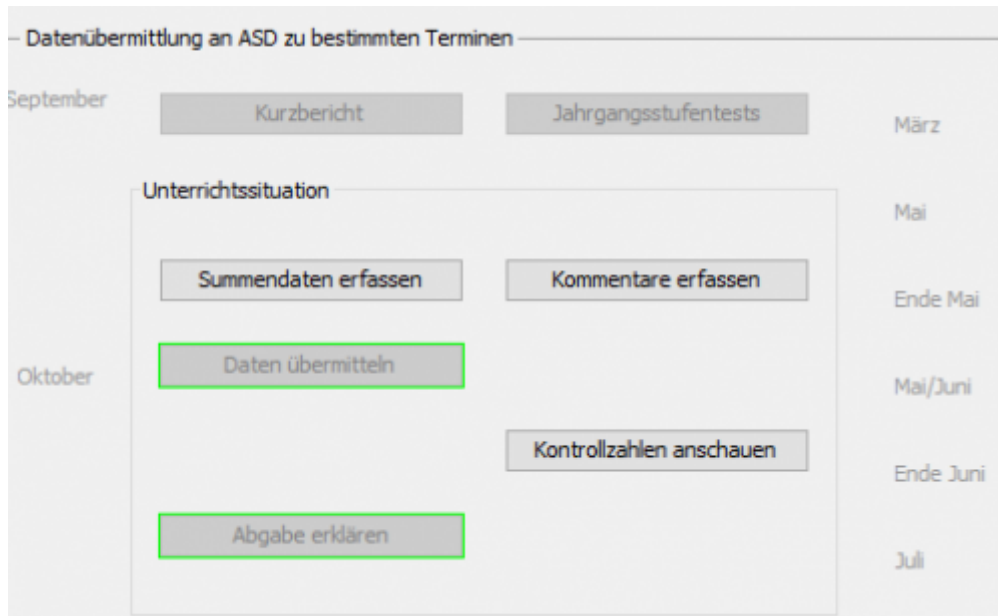 Datenübermittlung an ASD zu bestimmten Terminen
September
Kurzbericht
Jahrgangsstufentests
März
Unterrichtssituation
Mai
Summendaten erfassen
Kommentare erfassen
Ende Mai
Oktober
Daten übermitteln
Mai/Juni
Kontrollzahlen anschauen
Ende Juni
Abgabe erklären
Juli